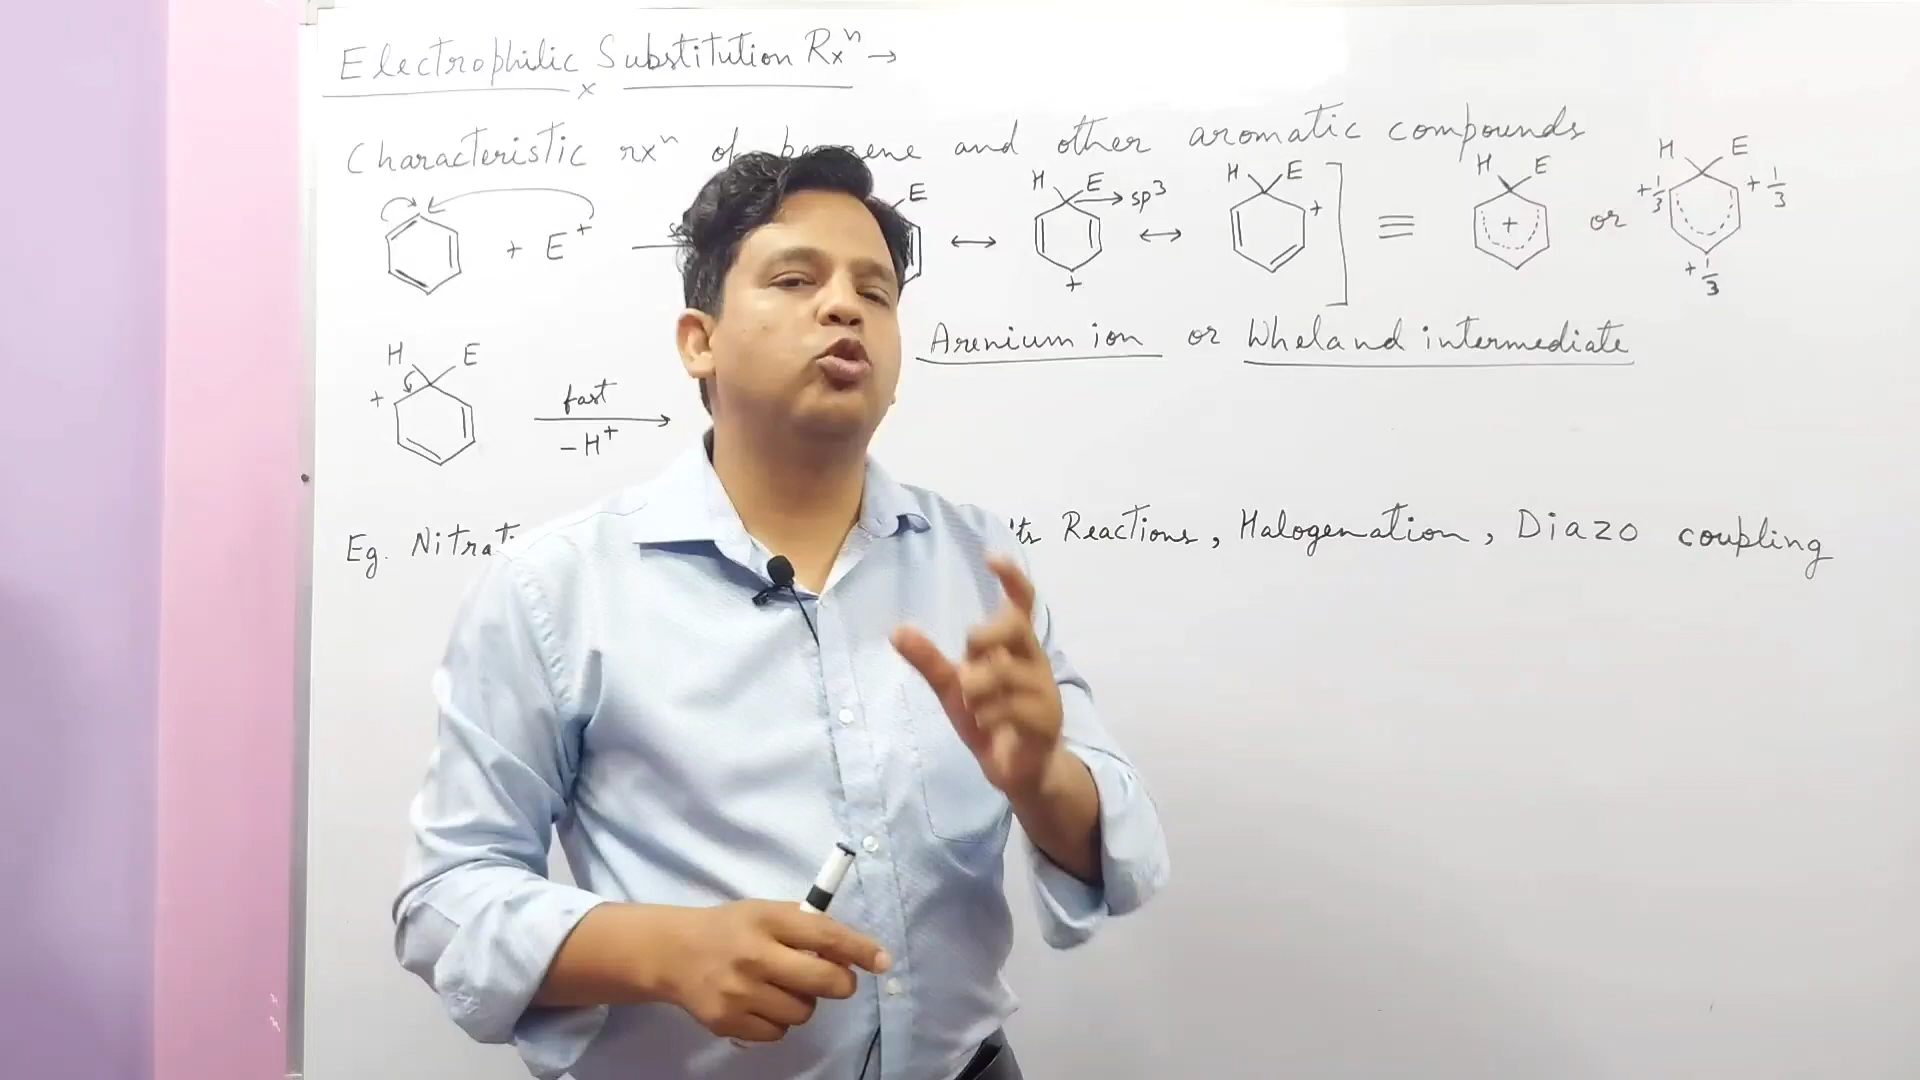 Electrophilic Substitution Rxⁿ →
x
Characteristic rxⁿ of benzene and other aromatic compounds
+ E⁺
E
↔
H E → sp³
+
↔
H E
+
≡
H E
+
or
H E
+1/3 +1/3
+1/3
Arenium ion or Wheland intermediate
H E
+
fast
−H⁺
Eg. Reactions, Halogenation, Diazo coupling